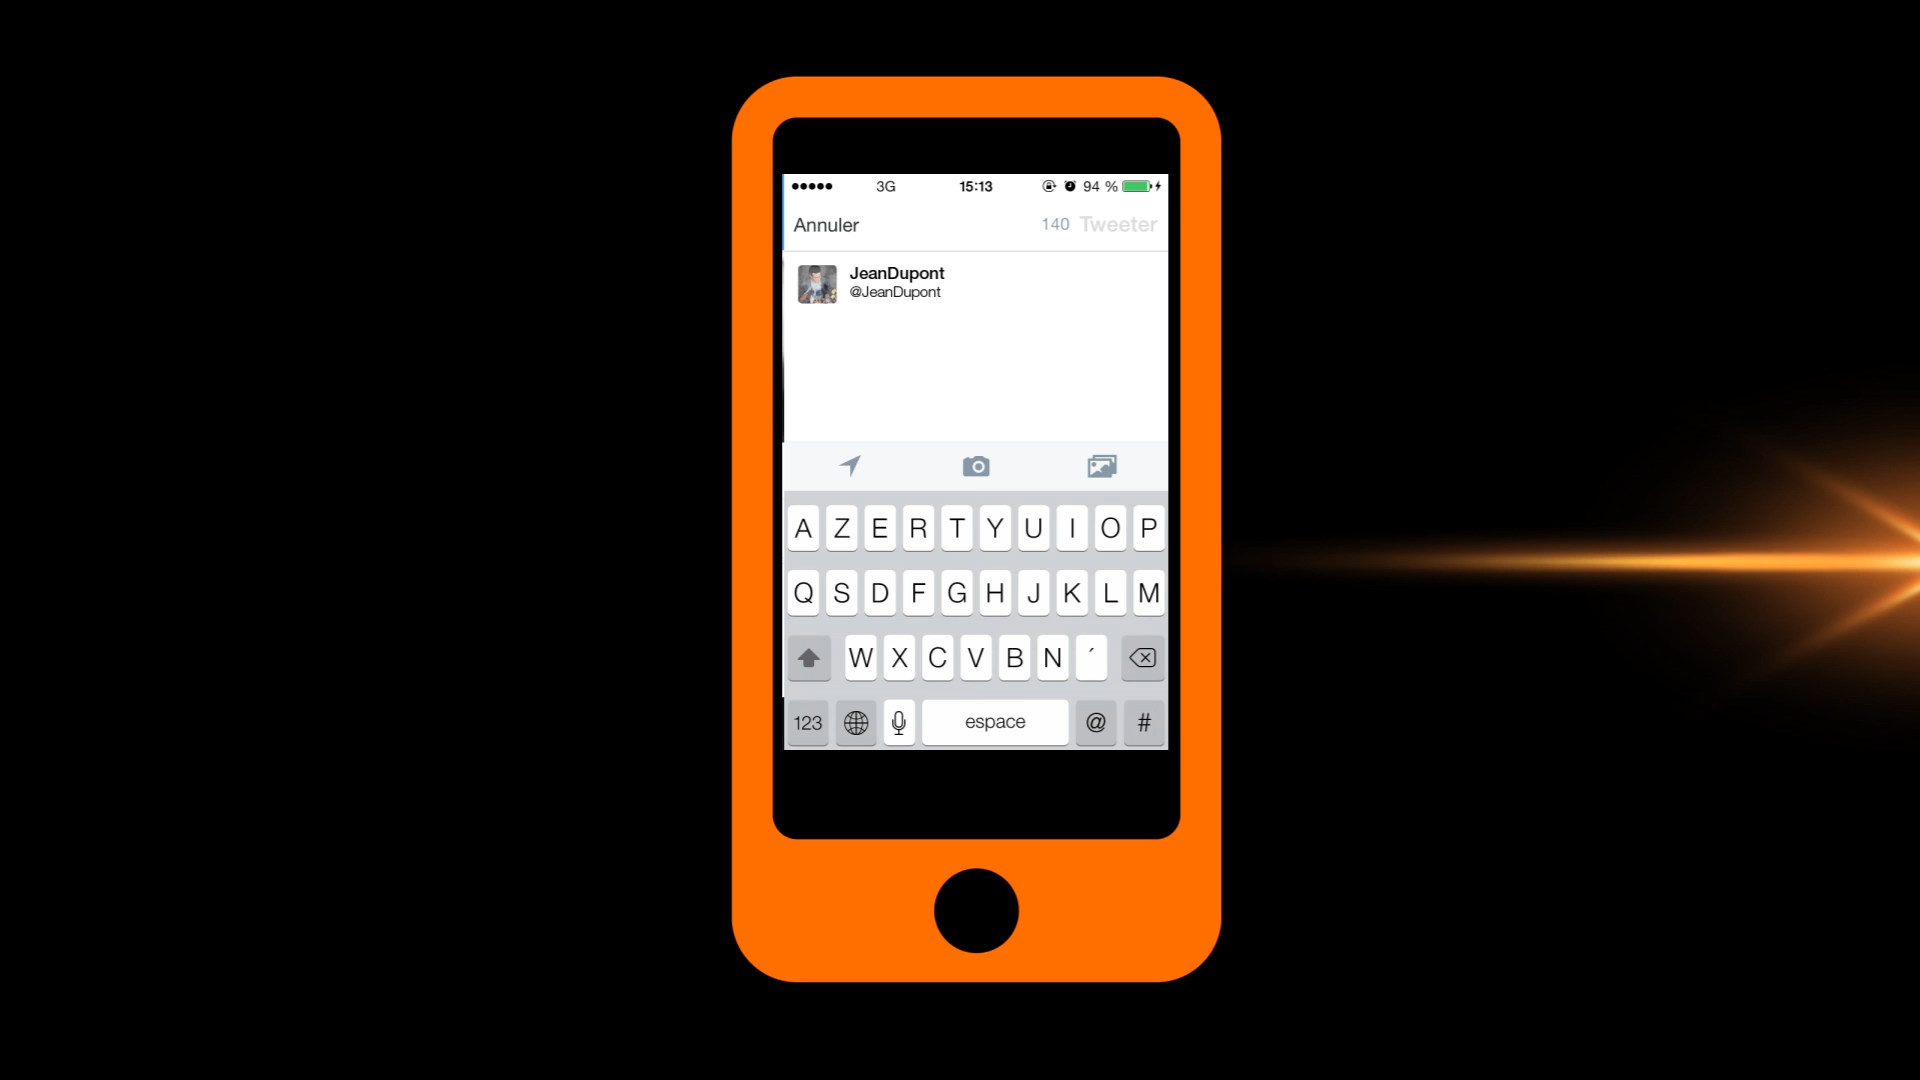 3G 15:13 94 %
Annuler 140 Tweeter
JeanDupont
@JeanDupont
A Z E R T Y U I O P
Q S D F G H J K L M
W X C V B N ´
123 espace @ #